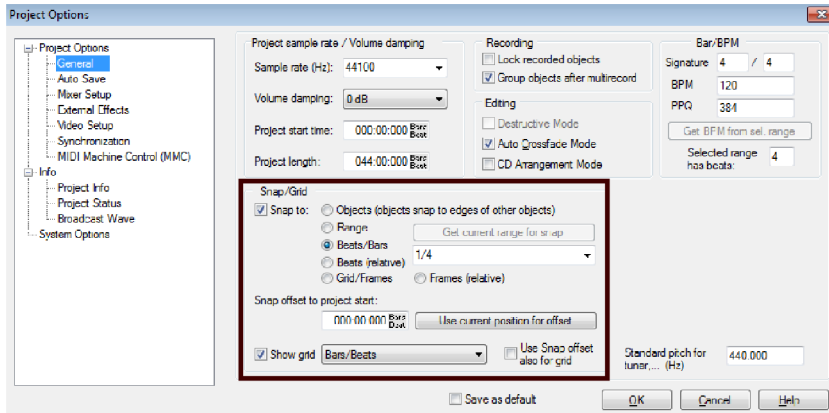 Project Options
Project Options
General
Auto Save
Mixer Setup
External Effects
Video Setup
Synchronization
MIDI Machine Control (MMC)
Info
Project Info
Project Status
Broadcast Wave
System Options
Project sample rate / Volume damping
Sample rate (Hz): 44100
Volume damping: 0 dB
Project start time: 000:00:000 Bars Beat
Project length: 044:00:000 Bars Beat
Recording
Lock recorded objects
Group objects after multirecord
Editing
Destructive Mode
Auto Crossfade Mode
CD Arrangement Mode
Bar/BPM
Signature 4 / 4
BPM 120
PPQ 384
Get BPM from sel. range
Selected range has beats: 4
Snap/Grid
Snap to: Objects (objects snap to edges of other objects)
Range Get current range for snap
Beats/Bars 1/4
Beats (relative)
Grid/Frames Frames (relative)
Snap offset to project start:
000:00:000 Bars Beat Use current position for offset
Show grid Bars/Beats Use Snap offset also for grid
Standard pitch for tuner,... (Hz) 440.000
Save as default OK Cancel Help